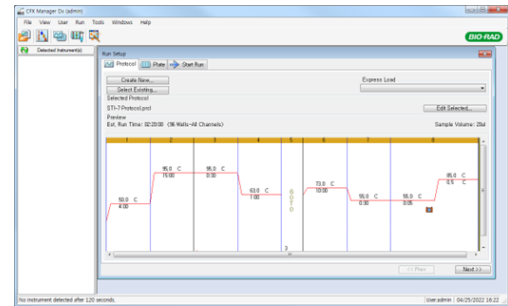 CFX Manager Dx (admin)
File View User Run Tools Windows Help
BIO-RAD
Detected Instrument(s)
Run Setup
Protocol Plate Start Run
Create New...
Express Load
Select Existing...
Selected Protocol
STI-7 Protocol.prcl
Edit Selected...
Preview
Est. Run Time: 02:20:00 (96 Wells-All Channels)
Sample Volume: 20ul
1 2 3 4 5 6 7 8
95.0 C 95.0 C
15:00 0:30
85.0 C
0.5 C
63.0 C
1:00
73.0 C
10:00
50.0 C
4:00
95.0 C
0:30
55.0 C
0:05
G
O
T
O
3
<< Prev Next >>
No instrument detected after 120 seconds.
User:admin 04/25/2022 16:22